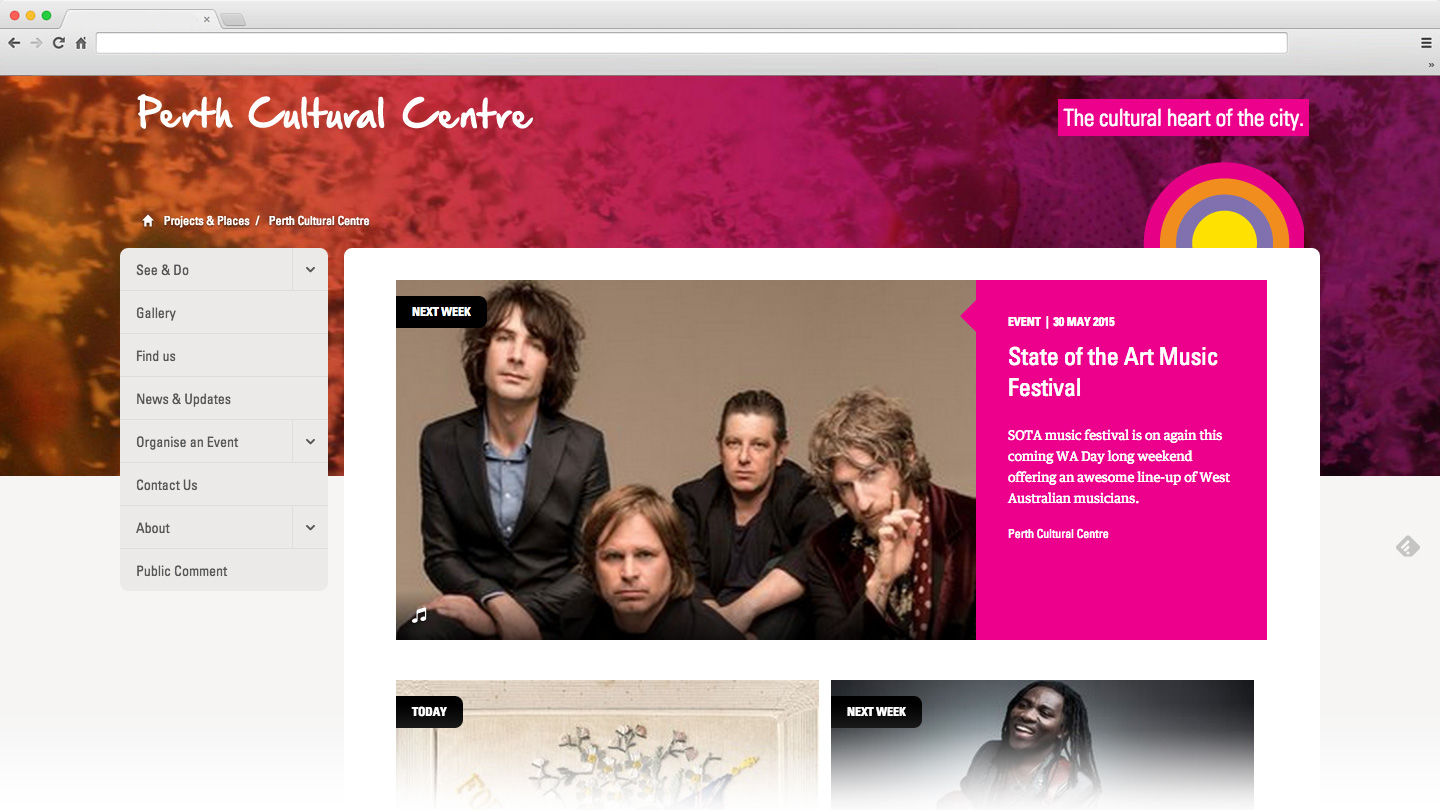 Perth Cultural Centre
The cultural heart of the city.
Projects & Places / Perth Cultural Centre
See & Do
Gallery
Find us
News & Updates
Organise an Event
Contact Us
About
Public Comment
NEXT WEEK
EVENT | 30 MAY 2015
State of the Art Music
Festival
SOTA music festival is on again this
coming WA Day long weekend
offering an awesome line-up of West
Australian musicians.
Perth Cultural Centre
TODAY
NEXT WEEK